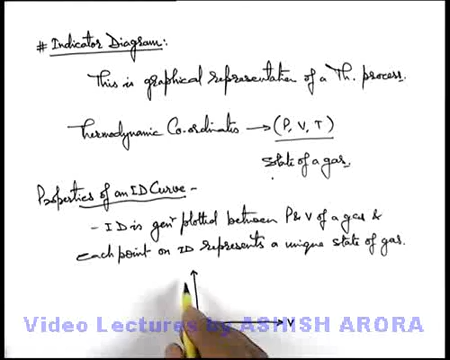 # Indicator Diagram:
This is graphical representation of a Th. process.
Thermodynamic Co.ordinates → (P, V, T)
State of a gas.
Properties of an ID Curve -
- ID is genr plotted between P & V of a gas &
each point on ID represents a unique state of gas.
V
Video Lectures by ASHISH ARORA